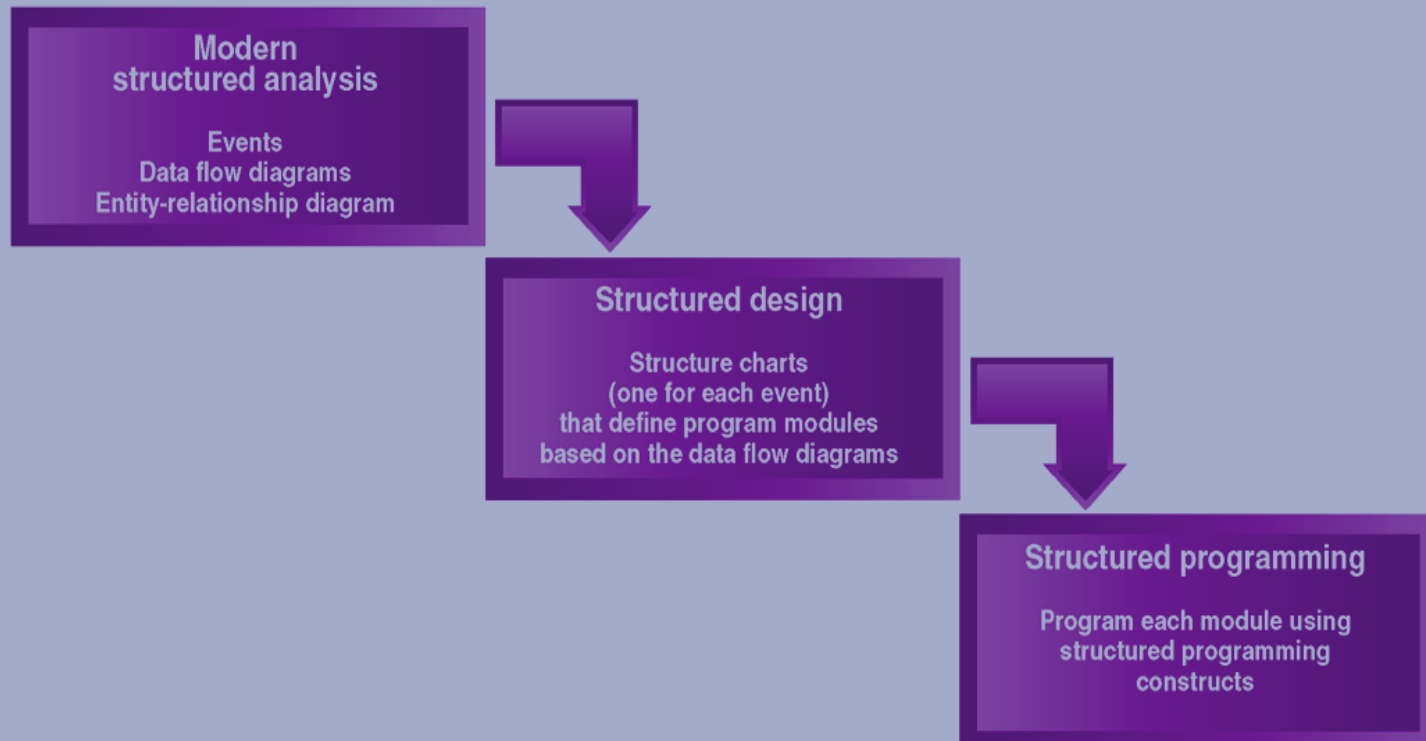 Modern
structured analysis
Events
Data flow diagrams
Entity-relationship diagram
Structured design
Structure charts
(one for each event)
that define program modules
based on the data flow diagrams
Structured programming
Program each module using
structured programming
constructs